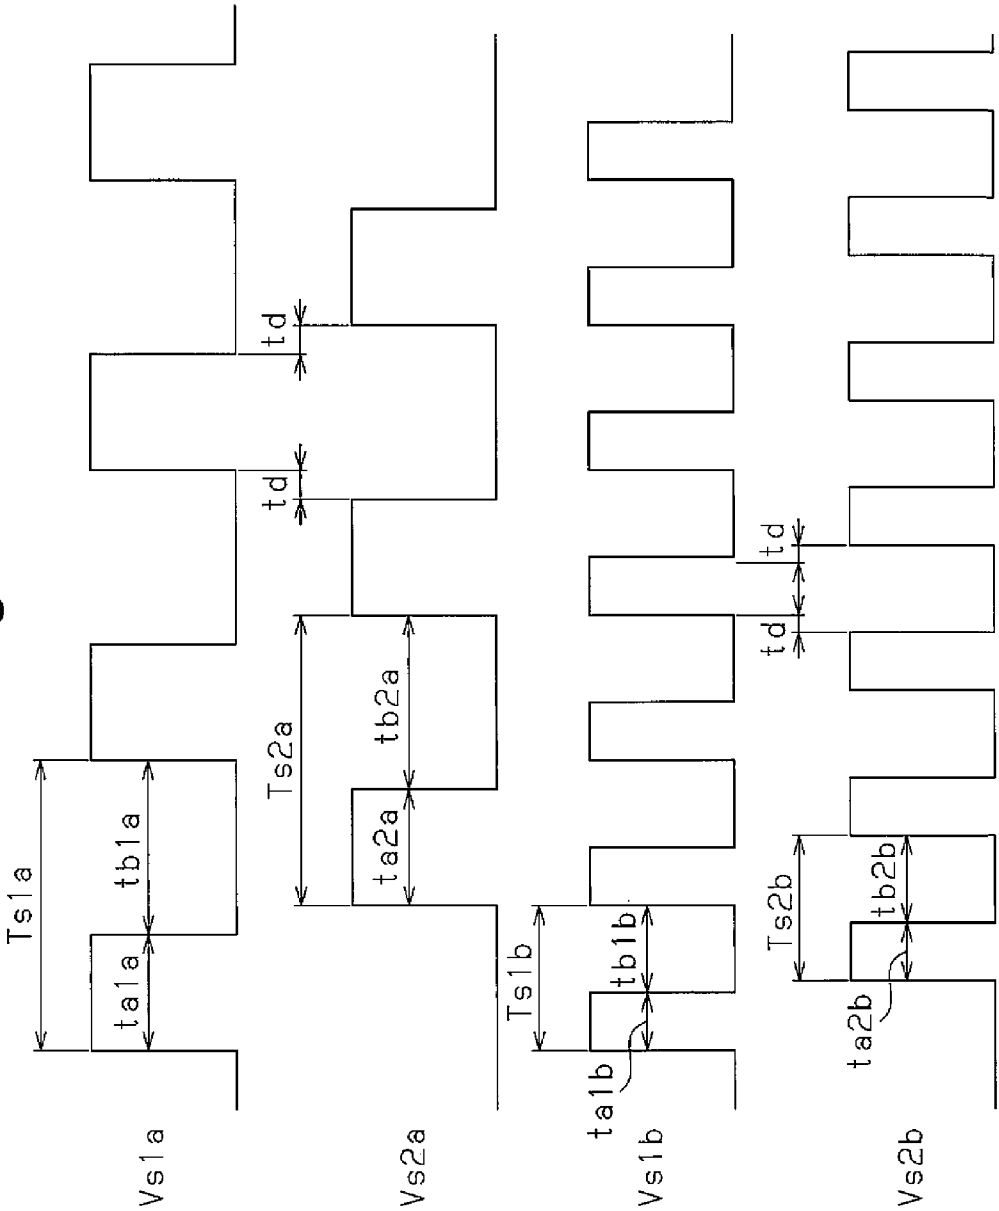 Vs1a
Ts1a
ta1a
tb1a
Vs2a
Ts2a
ta2a
tb2a
td
td
Vs1b
Ts1b
ta1b
tb1b
Vs2b
Ts2b
ta2b
tb2b
td
td